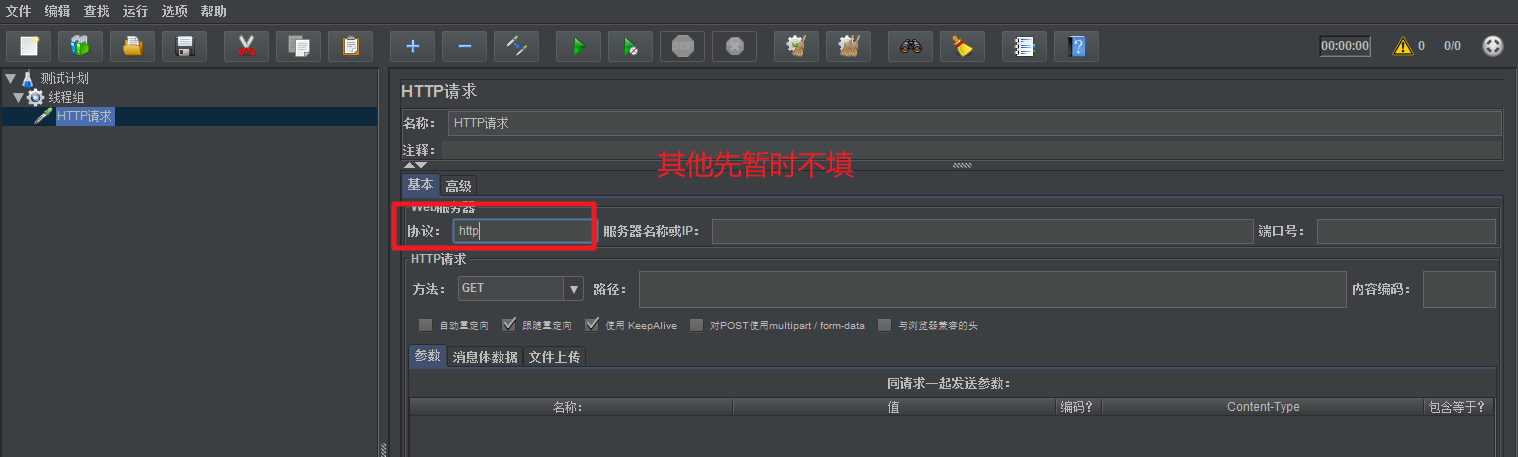 文件 编辑 查找 运行 选项 帮助
STOP
00:00:00 0 0/0
测试计划
线程组
HTTP请求
HTTP请求
名称： HTTP请求
注释：
其他先暂时不填
基本 高级
Web服务器
协议： http 服务器名称或IP： 端口号：
HTTP请求
方法： GET 路径： 内容编码：
自动重定向 跟随重定向 使用 KeepAlive 对POST使用multipart / form-data 与浏览器兼容的头
参数 消息体数据 文件上传
同请求一起发送参数：
名称： 值 编码？ Content-Type 包含等于？